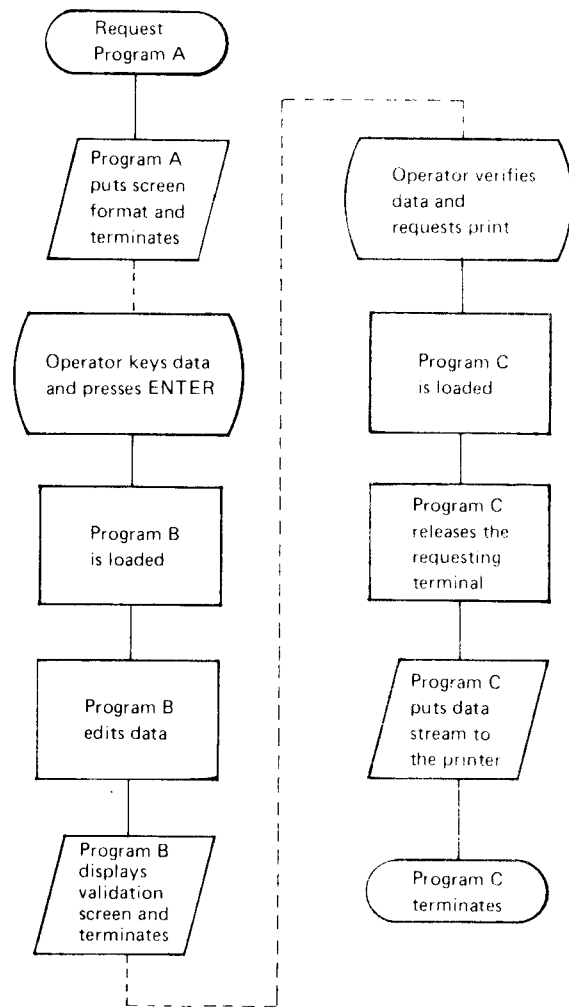 Request
Program A
Program A
puts screen
format and
terminates
Operator keys data
and presses ENTER
Program B
is loaded
Program B
edits data
Program B
displays
validation
screen and
terminates
Operator verifies
data and
requests print
Program C
is loaded
Program C
releases the
requesting
terminal
Program C
puts data
stream to
the printer
Program C
terminates